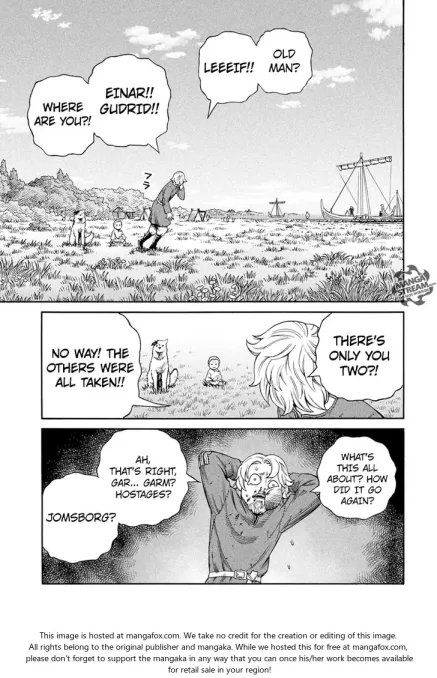 OLD
MAN?
LEEEIF!!
EINAR!!
GUDRID!!
WHERE
ARE YOU?!
フラ
MANGA
STREAM
THERE'S
ONLY YOU
TWO?!
NO WAY! THE
OTHERS WERE
ALL TAKEN!!
WHAT'S
THIS ALL
ABOUT? HOW
DID IT GO
AGAIN?
AH,
THAT'S RIGHT,
GAR... GARM?
HOSTAGES?
JOMSBORG?
This image is hosted at mangafox.com. We take no credit for the creation or editing of this image.
All rights belong to the original publisher and mangaka. While we hosted this for free at mangafox.com,
please don't forget to support the mangaka in any way that you can once his/her work becomes available
for retail sale in your region!